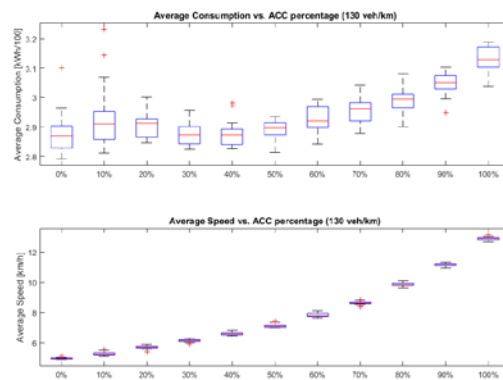 Average Consumption vs. ACC percentage (130 veh/km)
Average Consumption [kWh/100]
3.2
3.1
3
2.9
2.8
0% 10% 20% 30% 40% 50% 60% 70% 80% 90% 100%
Average Speed vs. ACC percentage (130 veh/km)
Average Speed [km/h]
12
10
8
6
0% 10% 20% 30% 40% 50% 60% 70% 80% 90% 100%